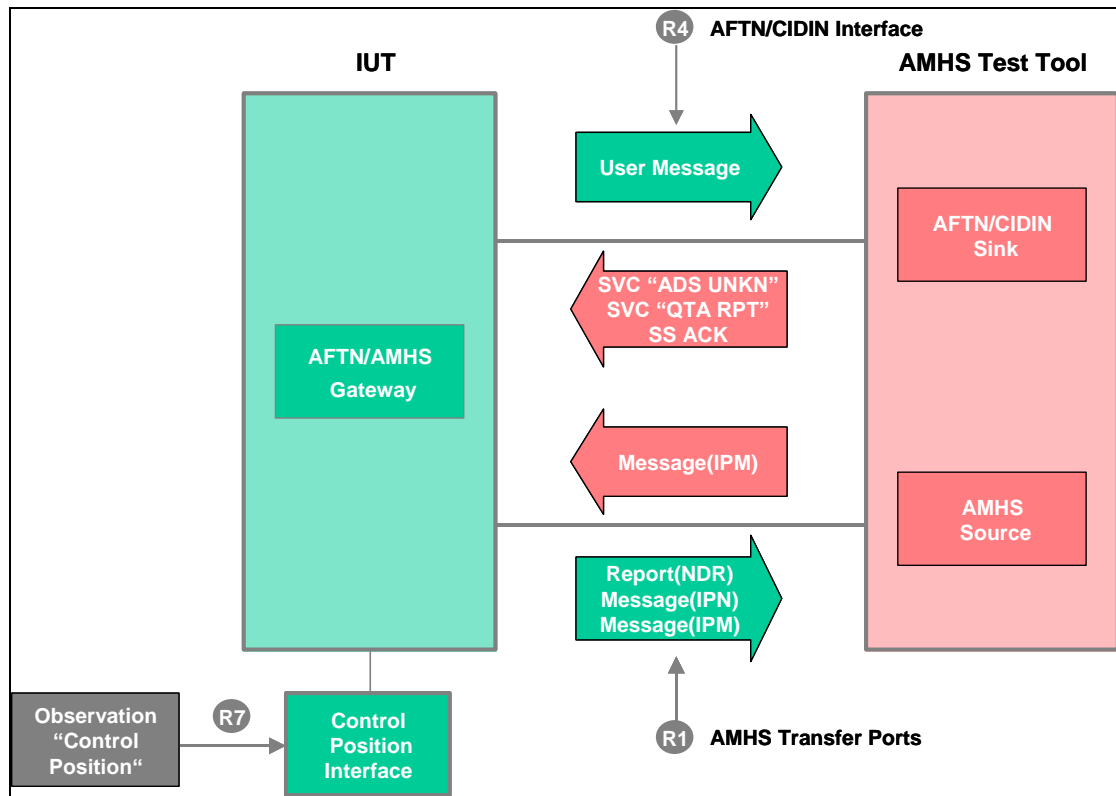 R4 AFTN/CIDIN Interface
IUT
AMHS Test Tool
User Message
AFTN/CIDIN
Sink
SVC “ADS UNKN”
SVC “QTA RPT”
SS ACK
AFTN/AMHS
Gateway
Message(IPM)
AMHS
Source
Report(NDR)
Message(IPN)
Message(IPM)
Observation
“Control
Position“
R7
Control
Position
Interface
R1 AMHS Transfer Ports